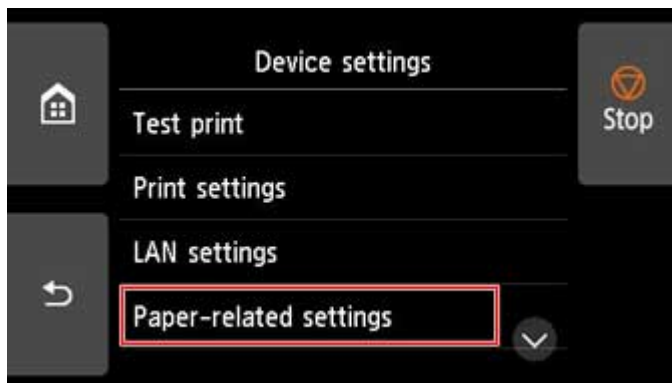 Device settings
Stop
Test print
Print settings
LAN settings
Paper-related settings